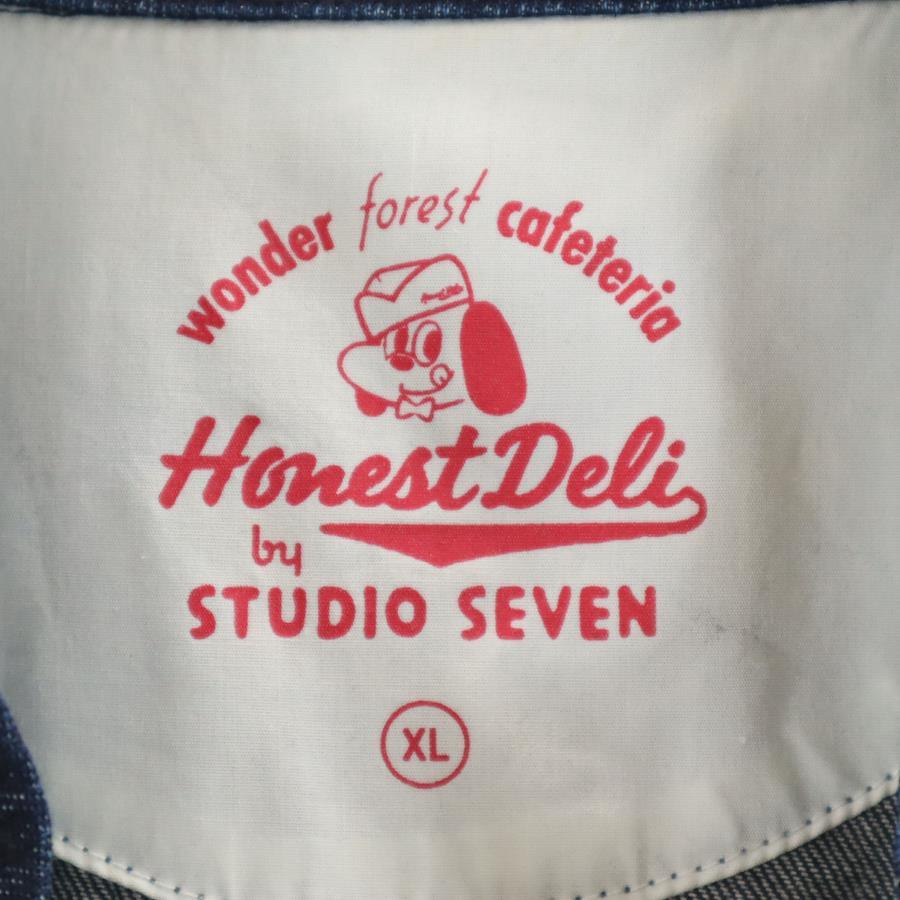 wonder forest cafeteria
Honest Deli
by
STUDIO SEVEN
XL